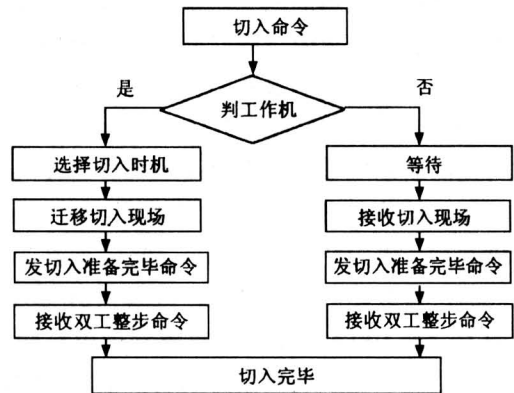 切入命令
是
否
判工作机
选择切入时机
等待
迁移切入现场
接收切入现场
发切入准备完毕命令
发切入准备完毕命令
接收双工整步命令
接收双工整步命令
切入完毕